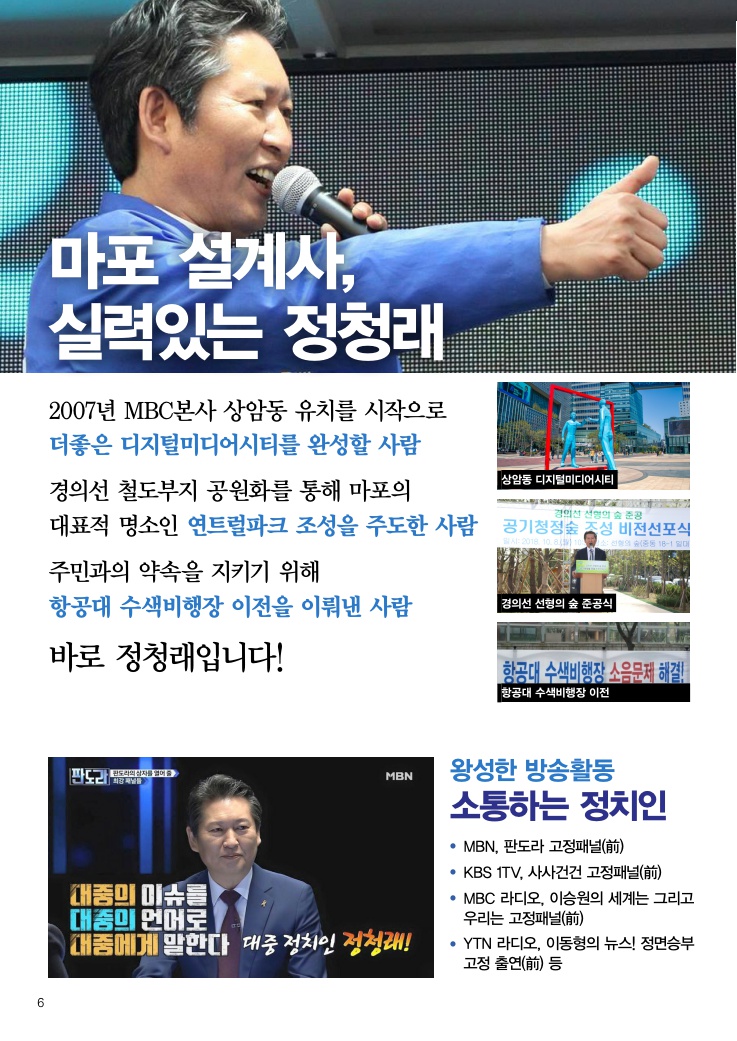 마포 설계사,
실력있는 정청래
2007년 MBC본사 상암동 유치를 시작으로
더좋은 디지털미디어시티를 완성할 사람
경의선 철도부지 공원화를 통해 마포의
대표적 명소인 연트럴파크 조성을 주도한 사람
주민과의 약속을 지키기 위해
항공대 수색비행장 이전을 이뤄낸 사람
바로 정청래입니다!
상암동 디지털미디어시티
경의선 선형의 숲 준공
공기청정숲 조성 비전선포식
경의선 선형의 숲 준공식
항공대 수색비행장 소음문제 해결!
항공대 수색비행장 이전
판도라
판도라의 상자를 열어 줄
최강 패널들
MBN
대중의 이슈를
대중의 언어로
대중에게 말한다
대중 정치인 정청래!
왕성한 방송활동
소통하는 정치인
• MBN, 판도라 고정패널(前)
• KBS 1TV, 사사건건 고정패널(前)
• MBC 라디오, 이승원의 세계는 그리고
우리는 고정패널(前)
• YTN 라디오, 이동형의 뉴스! 정면승부
고정 출연(前) 등
6